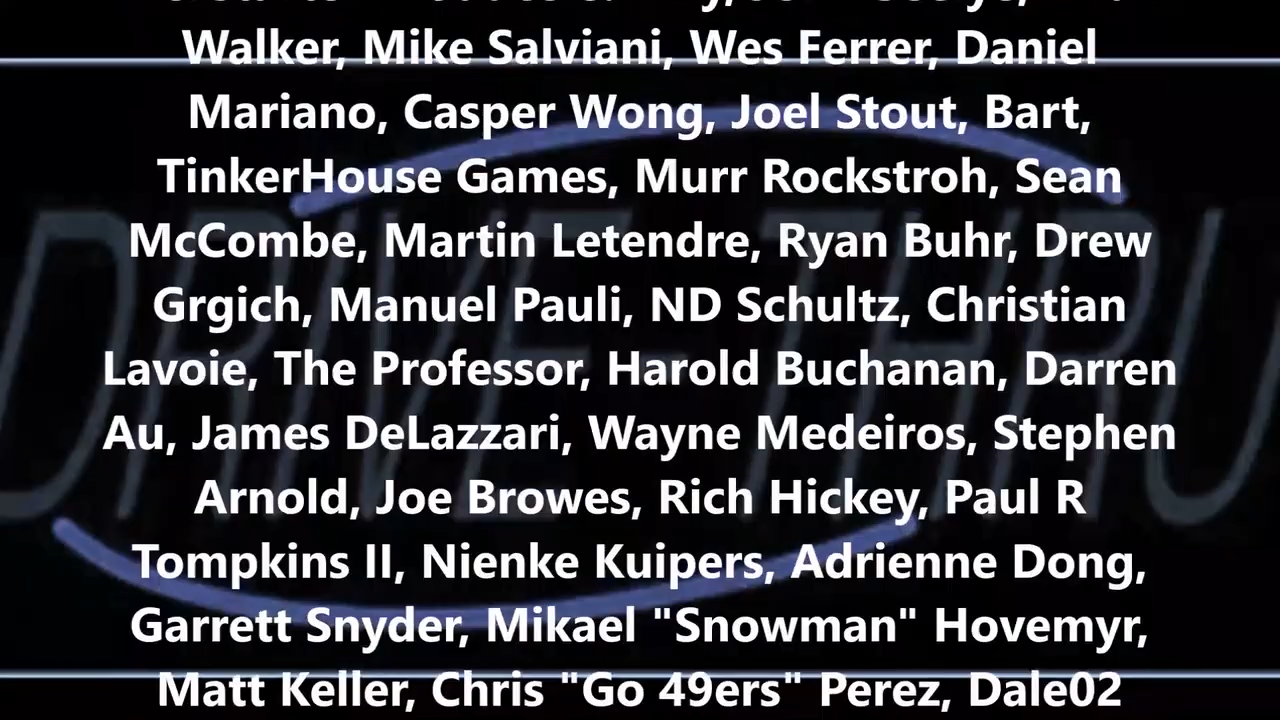 Walker, Mike Salviani, Wes Ferrer, Daniel
Mariano, Casper Wong, Joel Stout, Bart,
TinkerHouse Games, Murr Rockstroh, Sean
McCombe, Martin Letendre, Ryan Buhr, Drew
Grgich, Manuel Pauli, ND Schultz, Christian
Lavoie, The Professor, Harold Buchanan, Darren
Au, James DeLazzari, Wayne Medeiros, Stephen
Arnold, Joe Browes, Rich Hickey, Paul R
Tompkins II, Nienke Kuipers, Adrienne Dong,
Garrett Snyder, Mikael "Snowman" Hovemyr,
Matt Keller, Chris "Go 49ers" Perez, Dale02
DRIVE THRU